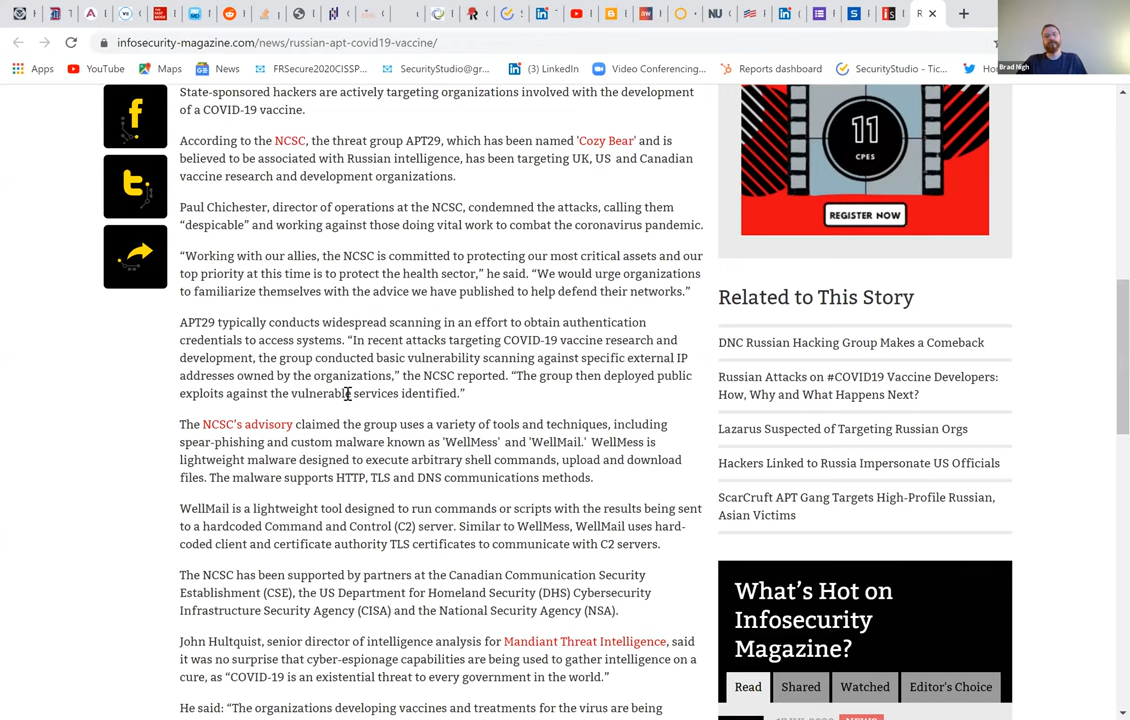 infosecurity-magazine.com/news/russian-apt-covid19-vaccine/
Brad Nigh
Apps
YouTube
Maps
News
FRSecure2020CISSP...
SecurityStudio@gr...
(3) LinkedIn
Video Conferencing...
Reports dashboard
SecurityStudio - Tic...
State-sponsored hackers are actively targeting organizations involved with the development
of a COVID-19 vaccine.
According to the NCSC, the threat group APT29, which has been named 'Cozy Bear' and is
believed to be associated with Russian intelligence, has been targeting UK, US and Canadian
vaccine research and development organizations.
Paul Chichester, director of operations at the NCSC, condemned the attacks, calling them
“despicable” and working against those doing vital work to combat the coronavirus pandemic.
“Working with our allies, the NCSC is committed to protecting our most critical assets and our
top priority at this time is to protect the health sector,” he said. “We would urge organizations
to familiarize themselves with the advice we have published to help defend their networks.”
APT29 typically conducts widespread scanning in an effort to obtain authentication
credentials to access systems. “In recent attacks targeting COVID-19 vaccine research and
development, the group conducted basic vulnerability scanning against specific external IP
addresses owned by the organizations,” the NCSC reported. “The group then deployed public
exploits against the vulnerable services identified.”
The NCSC’s advisory claimed the group uses a variety of tools and techniques, including
spear-phishing and custom malware known as 'WellMess' and 'WellMail.' WellMess is
lightweight malware designed to execute arbitrary shell commands, upload and download
files. The malware supports HTTP, TLS and DNS communications methods.
WellMail is a lightweight tool designed to run commands or scripts with the results being sent
to a hardcoded Command and Control (C2) server. Similar to WellMess, WellMail uses hard-
coded client and certificate authority TLS certificates to communicate with C2 servers.
The NCSC has been supported by partners at the Canadian Communication Security
Establishment (CSE), the US Department for Homeland Security (DHS) Cybersecurity
Infrastructure Security Agency (CISA) and the National Security Agency (NSA).
John Hultquist, senior director of intelligence analysis for Mandiant Threat Intelligence, said
it was no surprise that cyber-espionage capabilities are being used to gather intelligence on a
cure, as “COVID-19 is an existential threat to every government in the world.”
He said: “The organizations developing vaccines and treatments for the virus are being
11
CPES
REGISTER NOW
Related to This Story
DNC Russian Hacking Group Makes a Comeback
Russian Attacks on #COVID19 Vaccine Developers:
How, Why and What Happens Next?
Lazarus Suspected of Targeting Russian Orgs
Hackers Linked to Russia Impersonate US Officials
ScarCruft APT Gang Targets High-Profile Russian,
Asian Victims
What’s Hot on
Infosecurity
Magazine?
Read
Shared
Watched
Editor's Choice